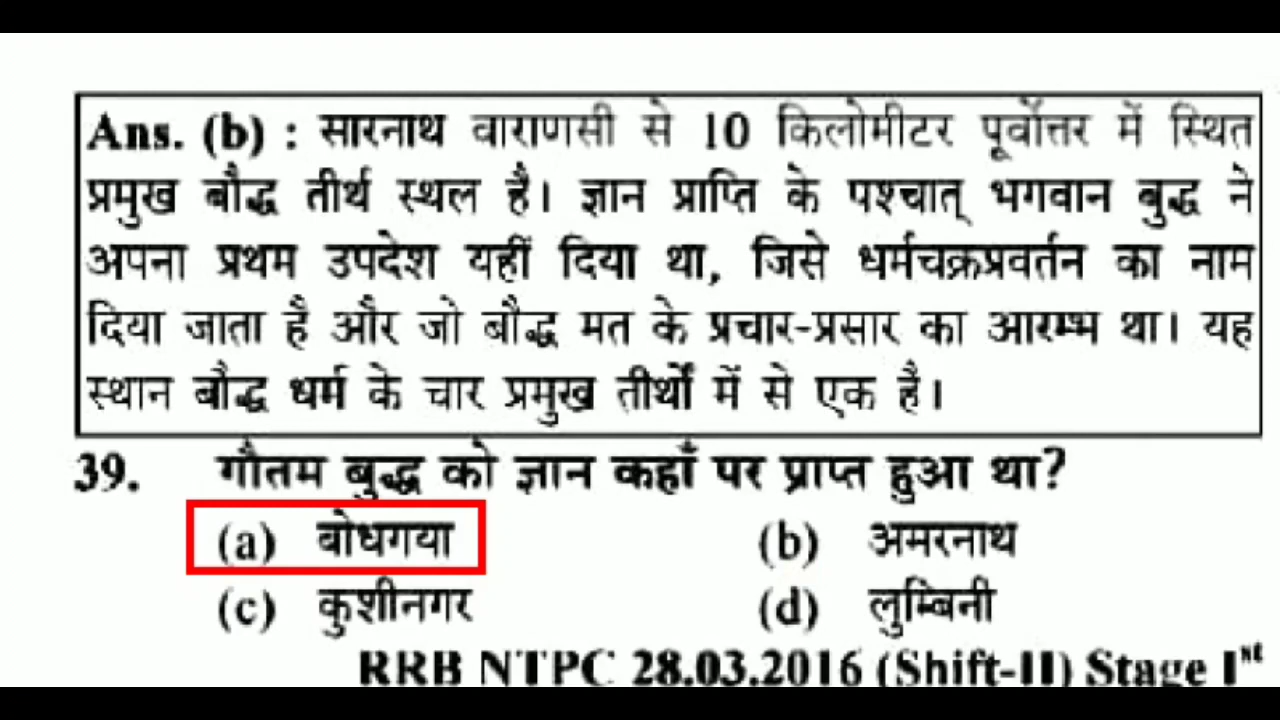 Ans. (b) : सारनाथ वाराणसी से 10 किलोमीटर पूर्वोत्तर में स्थित
प्रमुख बौद्ध तीर्थ स्थल है। ज्ञान प्राप्ति के पश्चात् भगवान बुद्ध ने
अपना प्रथम उपदेश यहीं दिया था, जिसे धर्मचक्रप्रवर्तन का नाम
दिया जाता है और जो बौद्ध मत के प्रचार-प्रसार का आरम्भ था। यह
स्थान बौद्ध धर्म के चार प्रमुख तीर्थों में से एक है।
39. गौतम बुद्ध को ज्ञान कहाँ पर प्राप्त हुआ था?
(a) बोधगया (b) अमरनाथ
(c) कुशीनगर (d) लुम्बिनी
RRB NTPC 28.03.2016 (Shift-II) Stage Ist